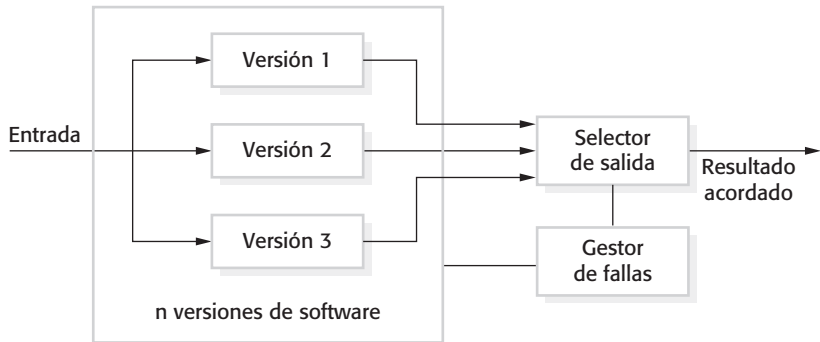 Entrada
Versión 1
Versión 2
Versión 3
n versiones de software
Selector
de salida
Gestor
de fallas
Resultado
acordado